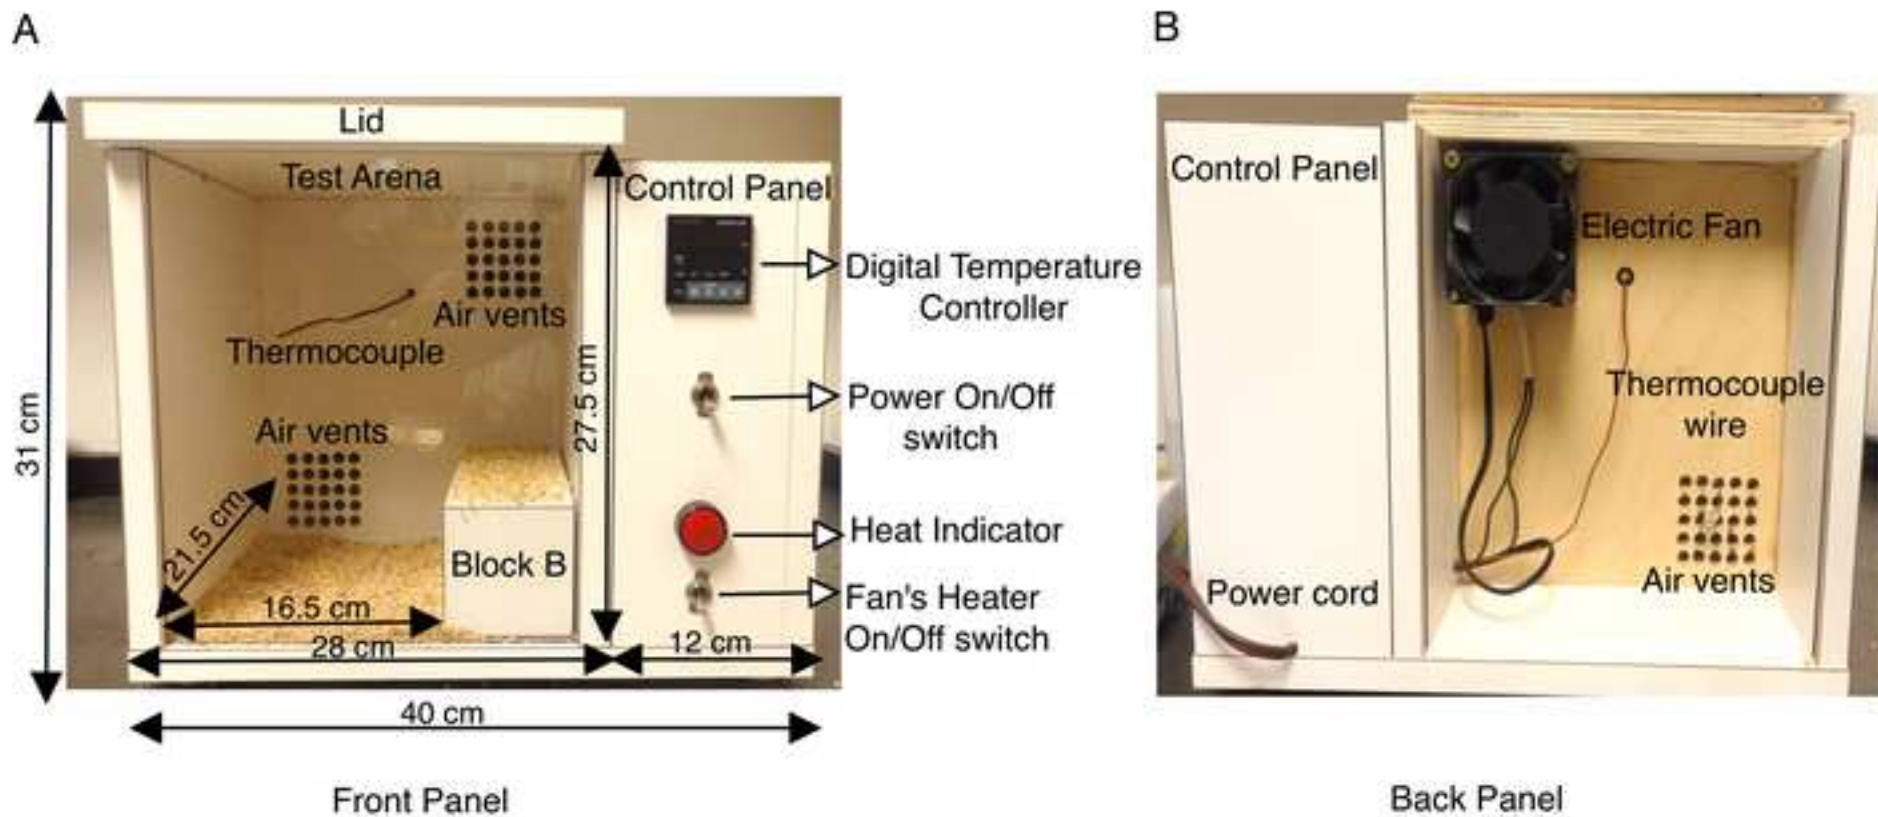 A
B
Lid
Test Arena
Control Panel
Air vents
Thermocouple
Air vents
Block B
31 cm
27.5 cm
21.5 cm
16.5 cm
28 cm
12 cm
40 cm
Digital Temperature
Controller
Power On/Off
switch
Heat Indicator
Fan's Heater
On/Off switch
Front Panel
Control Panel
Electric Fan
Thermocouple
wire
Air vents
Power cord
Back Panel